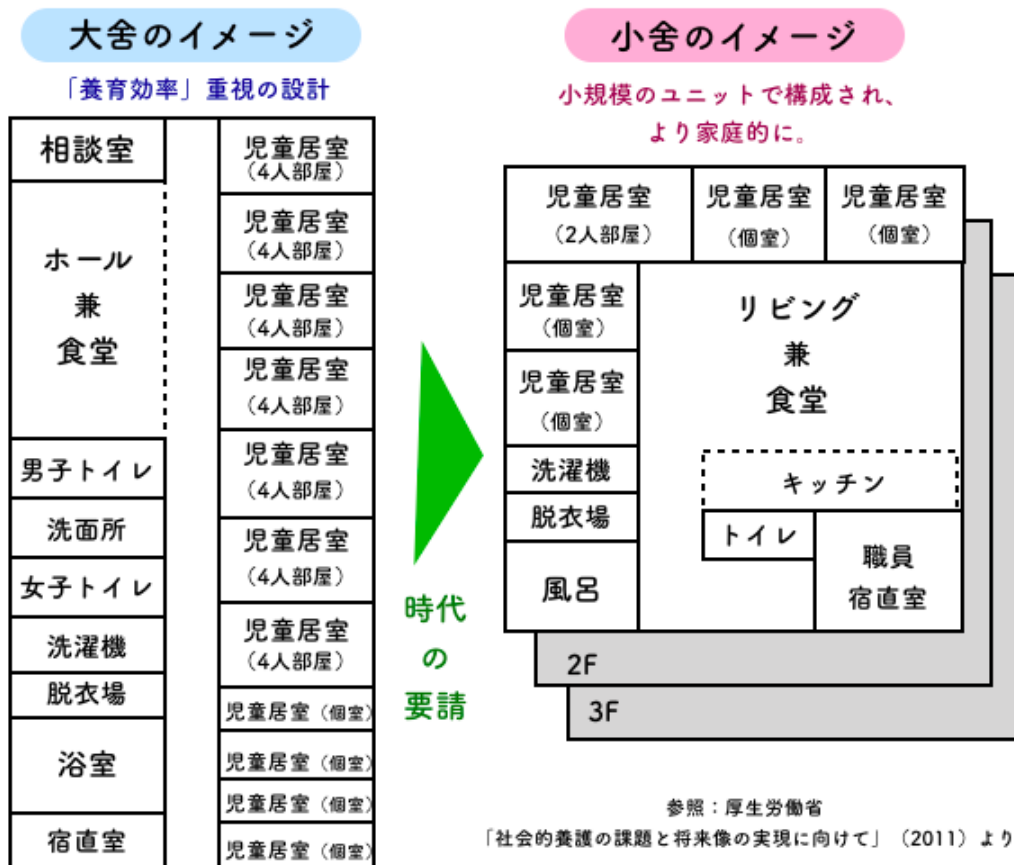 大舎のイメージ
「養育効率」重視の設計
相談室
ホール
兼
食堂
男子トイレ
洗面所
女子トイレ
洗濯機
脱衣場
浴室
宿直室
児童居室
(4人部屋)
児童居室
(4人部屋)
児童居室
(4人部屋)
児童居室
(4人部屋)
児童居室
(4人部屋)
児童居室
(4人部屋)
児童居室
(4人部屋)
児童居室(個室)
児童居室(個室)
児童居室(個室)
児童居室(個室)
時代
の
要請
小舎のイメージ
小規模のユニットで構成され、
より家庭的に。
児童居室
(2人部屋)
児童居室
(個室)
児童居室
(個室)
児童居室
(個室)
児童居室
(個室)
洗濯機
脱衣場
風呂
リビング
兼
食堂
キッチン
トイレ
職員
宿直室
2F
3F
参照:厚生労働省
「社会的養護の課題と将来像の実現に向けて」(2011)より